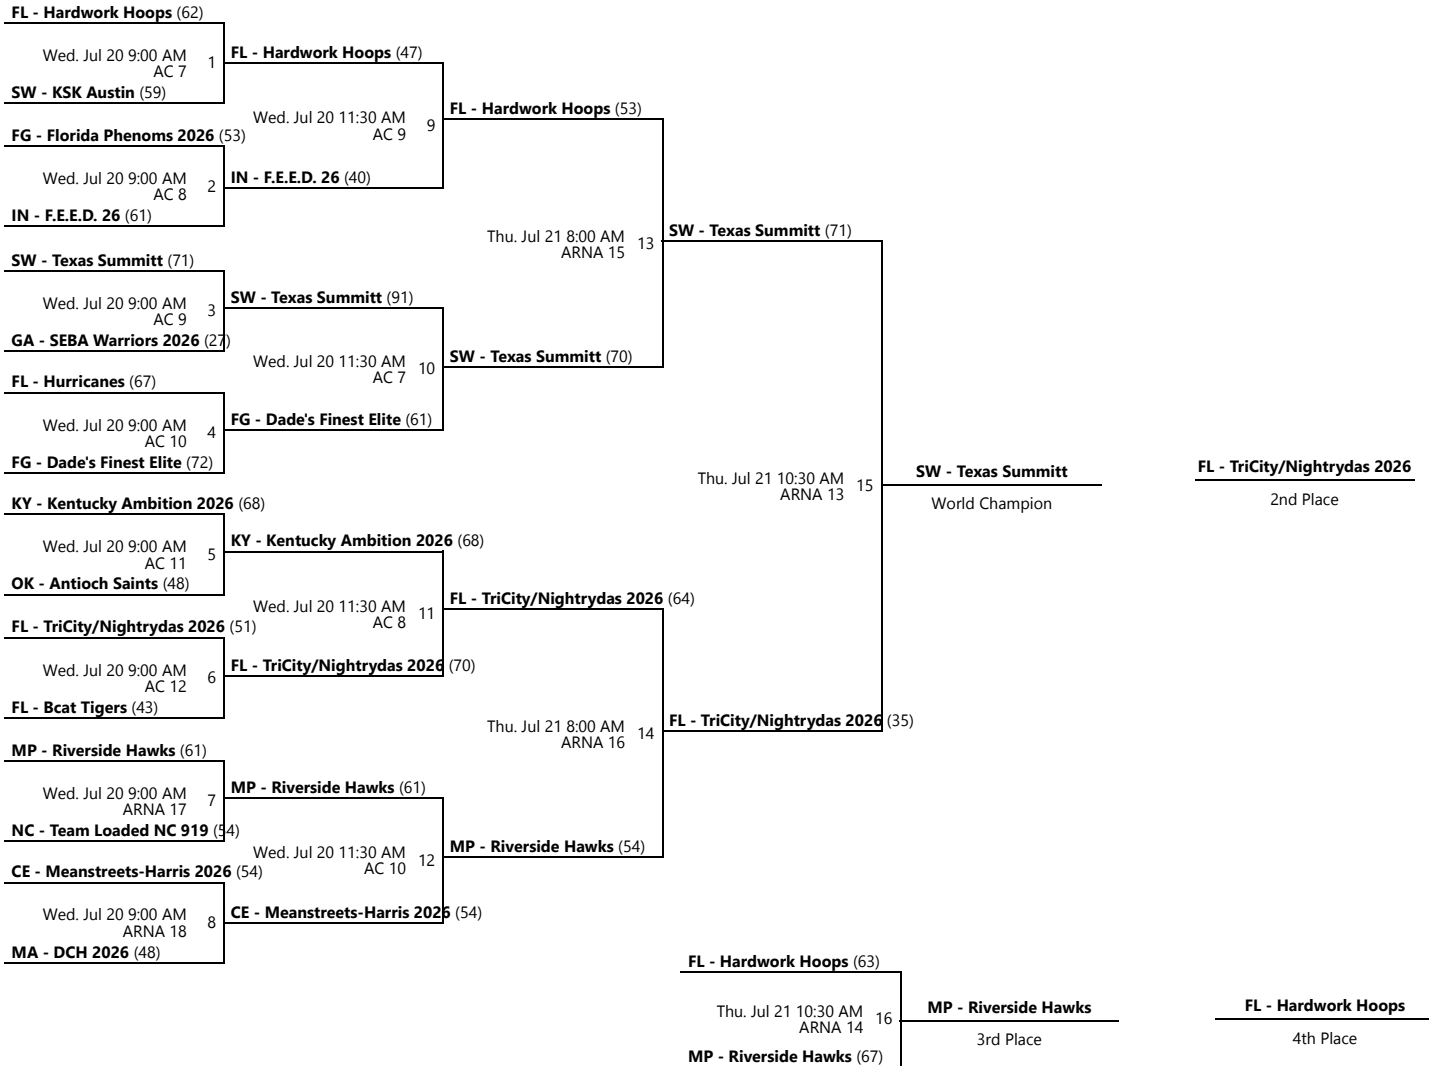 FL - Hardwork Hoops (62)
Wed. Jul 20 9:00 AM
AC 7
1
SW - KSK Austin (59)
FG - Florida Phenoms 2026 (53)
Wed. Jul 20 9:00 AM
AC 8
2
IN - F.E.E.D. 26 (61)
SW - Texas Summitt (71)
Wed. Jul 20 9:00 AM
AC 9
3
GA - SEBA Warriors 2026 (27)
FL - Hurricanes (67)
Wed. Jul 20 9:00 AM
AC 10
4
FG - Dade's Finest Elite (72)
KY - Kentucky Ambition 2026 (68)
Wed. Jul 20 9:00 AM
AC 11
5
OK - Antioch Saints (48)
FL - TriCity/Nightrydas 2026 (51)
Wed. Jul 20 9:00 AM
AC 12
6
FL - Bcat Tigers (43)
MP - Riverside Hawks (61)
Wed. Jul 20 9:00 AM
ARNA 17
7
NC - Team Loaded NC 919 (54)
CE - Meanstreets-Harris 2026 (54)
Wed. Jul 20 9:00 AM
ARNA 18
8
MA - DCH 2026 (48)
FL - Hardwork Hoops (47)
Wed. Jul 20 11:30 AM
AC 9
9
IN - F.E.E.D. 26 (40)
SW - Texas Summitt (91)
Wed. Jul 20 11:30 AM
AC 7
10
FG - Dade's Finest Elite (61)
KY - Kentucky Ambition 2026 (68)
Wed. Jul 20 11:30 AM
AC 8
11
FL - TriCity/Nightrydas 2026 (70)
MP - Riverside Hawks (61)
Wed. Jul 20 11:30 AM
AC 10
12
CE - Meanstreets-Harris 2026 (54)
FL - Hardwork Hoops (53)
Thu. Jul 21 8:00 AM
ARNA 15
13
SW - Texas Summitt (70)
FL - TriCity/Nightrydas 2026 (64)
Thu. Jul 21 8:00 AM
ARNA 16
14
MP - Riverside Hawks (54)
SW - Texas Summitt (71)
Thu. Jul 21 10:30 AM
ARNA 13
15
FL - TriCity/Nightrydas 2026 (35)
SW - Texas Summitt
World Champion
FL - TriCity/Nightrydas 2026
2nd Place
FL - Hardwork Hoops (63)
Thu. Jul 21 10:30 AM
ARNA 14
16
MP - Riverside Hawks (67)
MP - Riverside Hawks
3rd Place
FL - Hardwork Hoops
4th Place